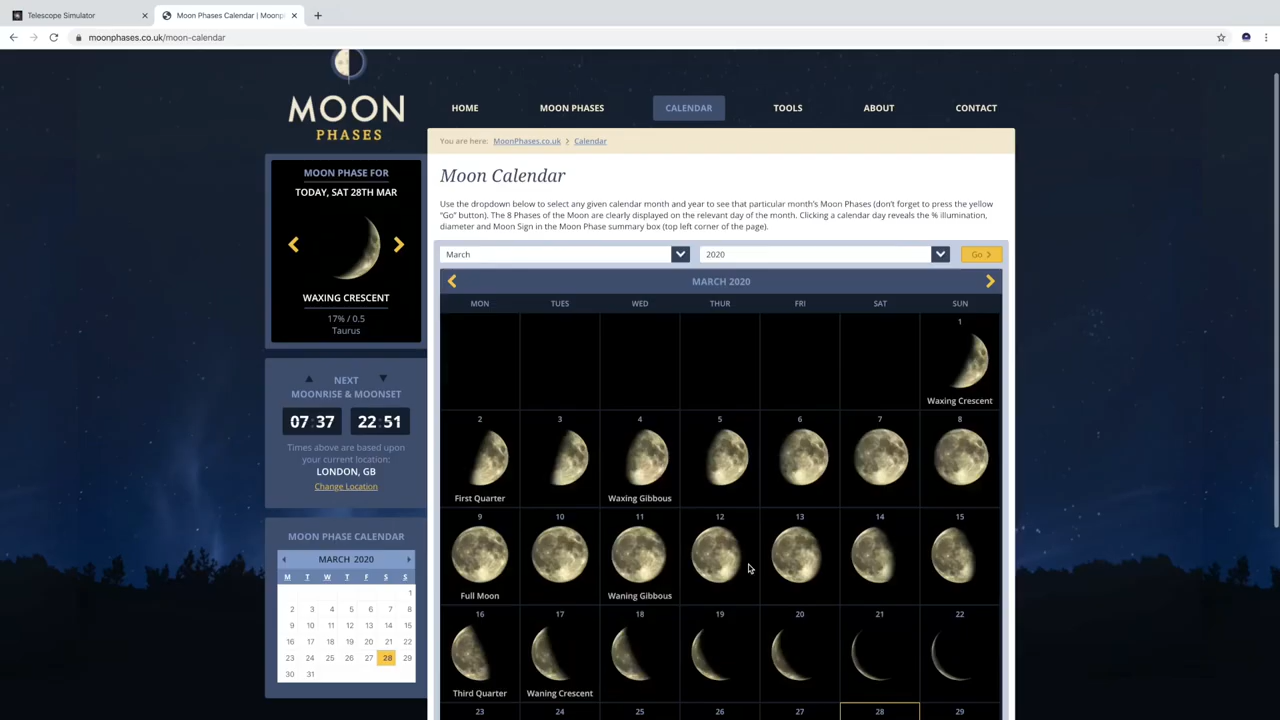 Telescope Simulator
Moon Phases Calendar | Moonp
moonphases.co.uk/moon-calendar
MOON
PHASES
HOME
MOON PHASES
CALENDAR
TOOLS
ABOUT
CONTACT
You are here: MoonPhases.co.uk > Calendar
MOON PHASE FOR
TODAY, SAT 28TH MAR
WAXING CRESCENT
17% / 0.5
Taurus
NEXT
MOONRISE & MOONSET
07:37 22:51
Times above are based upon
your current location:
LONDON, GB
Change Location
MOON PHASE CALENDAR
MARCH 2020
M T W T F S S
1
2 3 4 5 6 7 8
9 10 11 12 13 14 15
16 17 18 19 20 21 22
23 24 25 26 27 28 29
30 31
Moon Calendar
Use the dropdown below to select any given calendar month and year to see that particular month's Moon Phases (don't forget to press the yellow
"Go" button). The 8 Phases of the Moon are clearly displayed on the relevant day of the month. Clicking a calendar day reveals the % illumination,
diameter and Moon Sign in the Moon Phase summary box (top left corner of the page).
March 2020 Go >
MARCH 2020
MON TUES WED THUR FRI SAT SUN
1
Waxing Crescent
2 3 4 5 6 7 8
First Quarter Waxing Gibbous
9 10 11 12 13 14 15
Full Moon Waning Gibbous
16 17 18 19 20 21 22
Third Quarter Waning Crescent
23 24 25 26 27 28 29